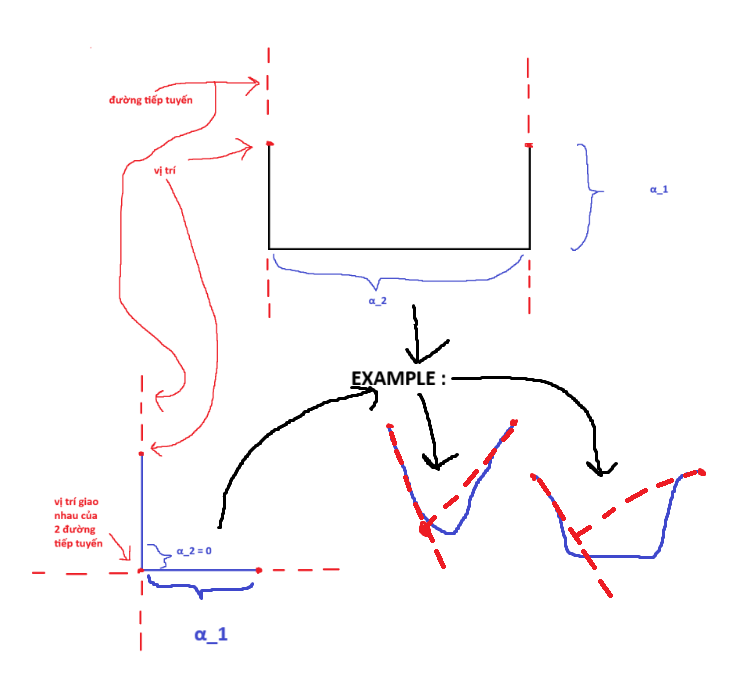 đường tiếp tuyến
vị trí
α_1
α_2
EXAMPLE :
vị trí giao
nhau của
2 đường
tiếp tuyến
α_2 = 0
α_1